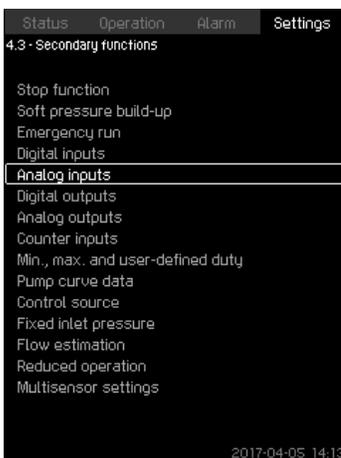 Status Operation Alarm Settings
4.3 - Secondary functions
Stop function
Soft pressure build-up
Emergency run
Digital inputs
Analog inputs
Digital outputs
Analog outputs
Counter inputs
Min., max. and user-defined duty
Pump curve data
Control source
Fixed inlet pressure
Flow estimation
Reduced operation
Multisensor settings
2017-04-05 14:13